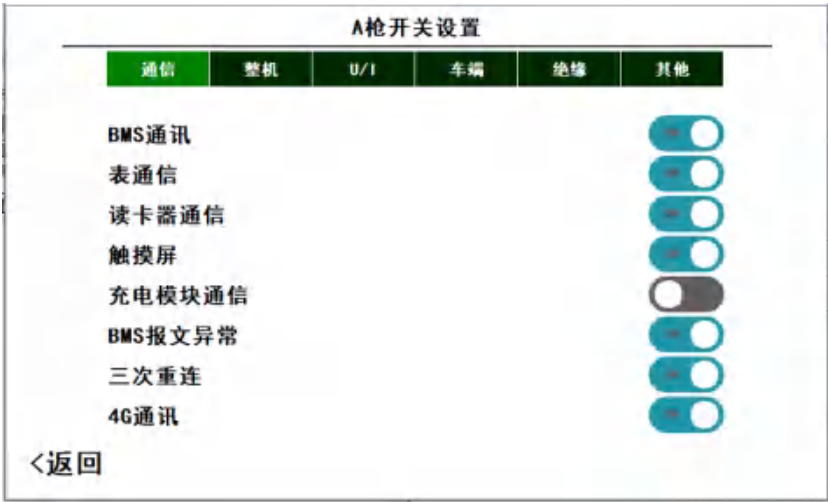 A枪开关设置
通信 整机 U/I 车端 绝缘 其他
BMS通讯
表通信
读卡器通信
触摸屏
充电模块通信
BMS报文异常
三次重连
4G通讯
<返回